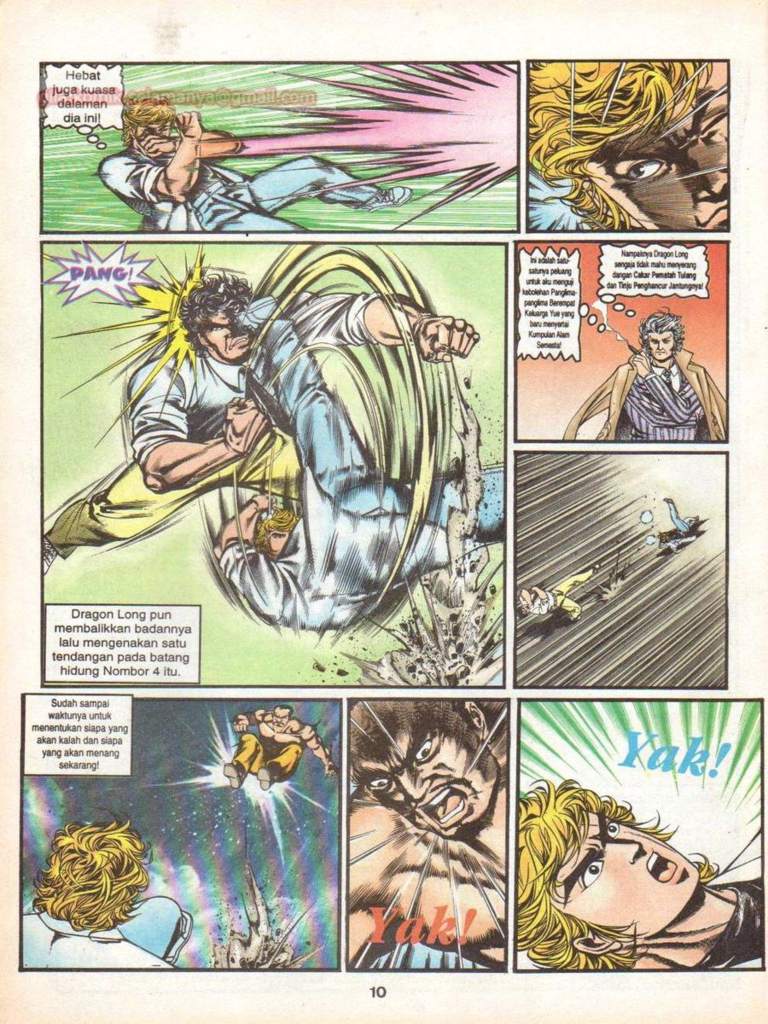 Hebat
juga kuasa
dalaman
dia ini!
PANG!
Ini adalah satu-
satunya peluang
untuk aku menguji
kebolehan Panglima-
panglima Berempat
Keluarga Yue yang
baru menyertai
Kumpulan Alam
Semesta!
Nampaknya Dragon Long
sengaja tidak mahu menyerang
dengan Cakar Pematah Tulang
dan Tinju Penghancur Jantungnya!
Dragon Long pun
membalikkan badannya
lalu mengenakan satu
tendangan pada batang
hidung Nombor 4 itu.
Sudah sampai
waktunya untuk
menentukan siapa yang
akan kalah dan siapa
yang akan menang
sekarang!
Yak!
Yak!
10